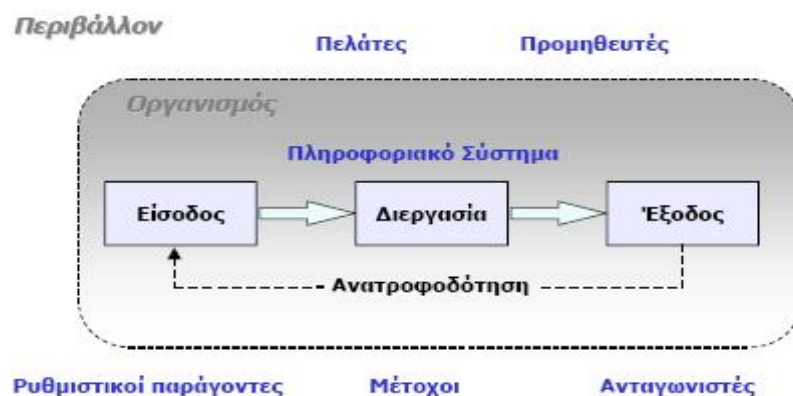 Περιβάλλον
Πελάτες Προμηθευτές
Οργανισμός
Πληροφοριακό Σύστημα
Είσοδος Διεργασία Έξοδος
Ανατροφοδότηση
Ρυθμιστικοί παράγοντες Μέτοχοι Ανταγωνιστές